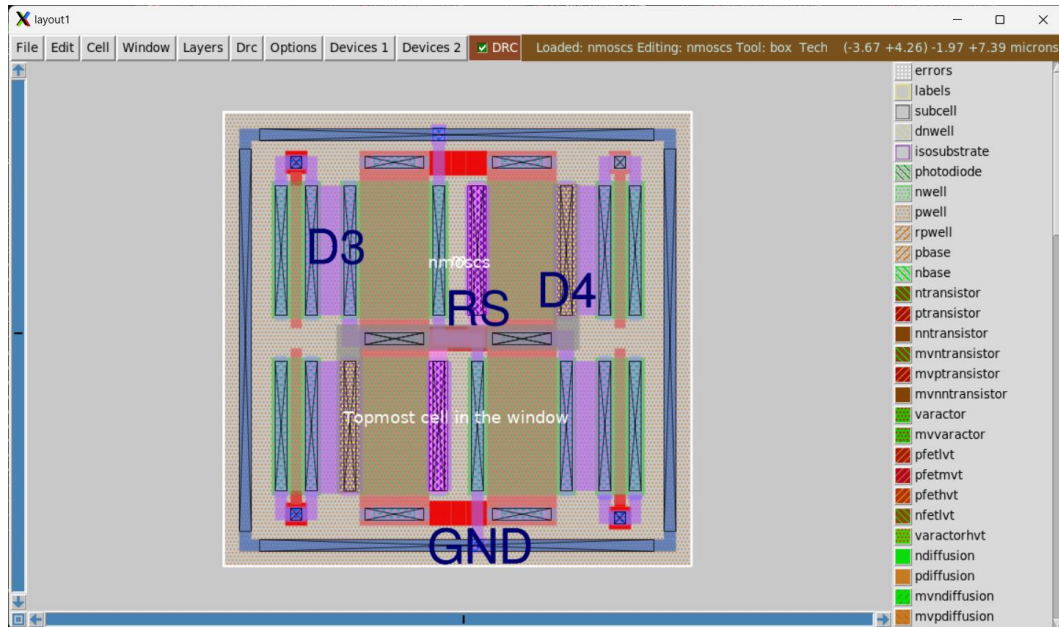 layout1
File Edit Cell Window Layers Drc Options Devices 1 Devices 2 DRC Loaded: nmoscs Editing: nmoscs Tool: box Tech (-3.67 +4.26) -1.97 +7.39 microns
errors
labels
subcell
dnwell
isosubstrate
photodiode
nwell
pwell
rpwell
pbase
nbase
ntransistor
ptransistor
nntransistor
mvntransistor
mvptransistor
mvnntransistor
varactor
mvvaractor
pfetlvt
pfetmvt
pfethvt
nfetlvt
varactorhvt
ndiffusion
pdiffusion
mvndiffusion
mvpdiffusion
D3
nmoscs
D4
RS
Topmost cell in the window
GND